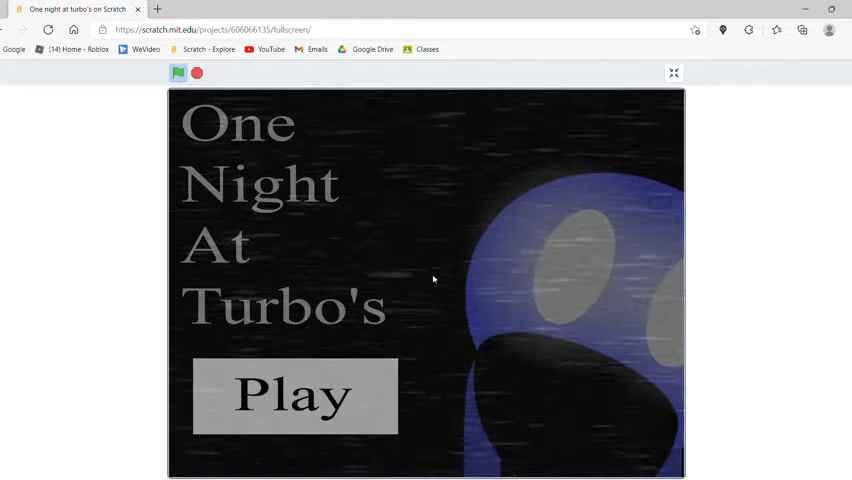 One night at turbo's on Scratch
https://scratch.mit.edu/projects/606066135/fullscreen/
Google
(14) Home - Roblox
WeVideo
Scratch - Explore
YouTube
Emails
Google Drive
Classes
One
Night
At
Turbo's
Play